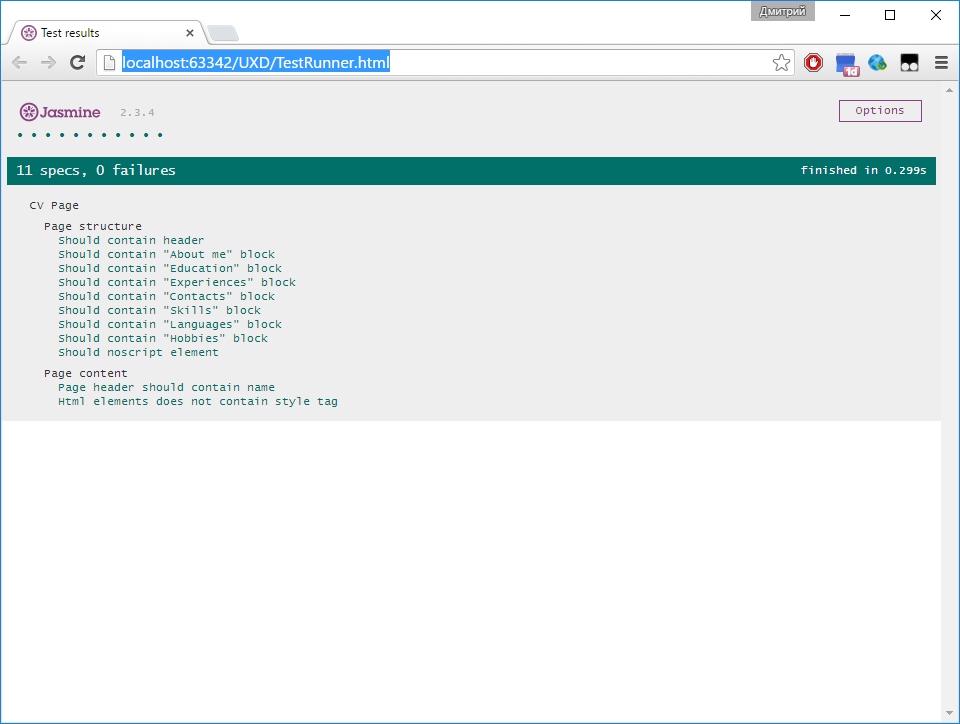 Дмитрий
Test results
localhost:63342/UXD/TestRunner.html
1d
Jasmine 2.3.4
Options
11 specs, 0 failures
finished in 0.299s
CV Page
Page structure
Should contain header
Should contain "About me" block
Should contain "Education" block
Should contain "Experiences" block
Should contain "Contacts" block
Should contain "Skills" block
Should contain "Languages" block
Should contain "Hobbies" block
Should noscript element
Page content
Page header should contain name
Html elements does not contain style tag